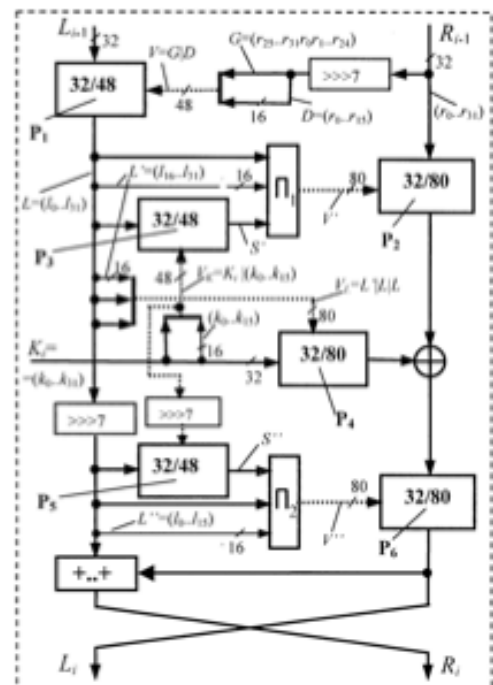 L_{i-1} 32
G=(r_{25}..r_{31}r_0r_1..r_{24})
R_{i-1}
32
V=G|D
>>>7
32/48
48
16
D=(r_0..r_{15})
(r_0..r_{31})
P_1
L'=(l_{16}..l_{31})
16
Π_1
80
32/80
L=(l_0..l_{31})
32/48
V'
P_2
P_3
S'
16
48
V_K=K_i|(k_0..k_{15})
V_L=L'|L|L
80
(k_0..k_{15})
K_i=
16
32
32/80
=(k_0..k_{31})
P_4
>>>7
>>>7
S''
32/48
P_5
Π_2
80
32/80
L''=(l_0..l_{15})
16
V''
P_6
+..+
L_i
R_i